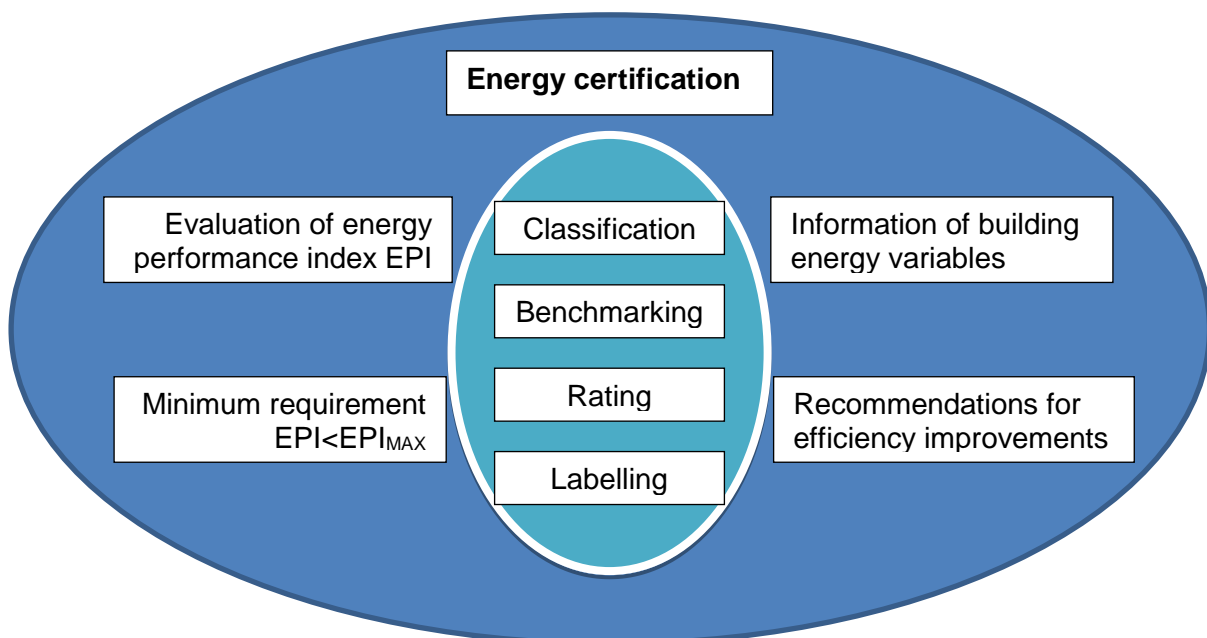 Energy certification
Evaluation of energy
performance index EPI
Minimum requirement
EPI<EPIMAX
Classification
Benchmarking
Rating
Labelling
Information of building
energy variables
Recommendations for
efficiency improvements